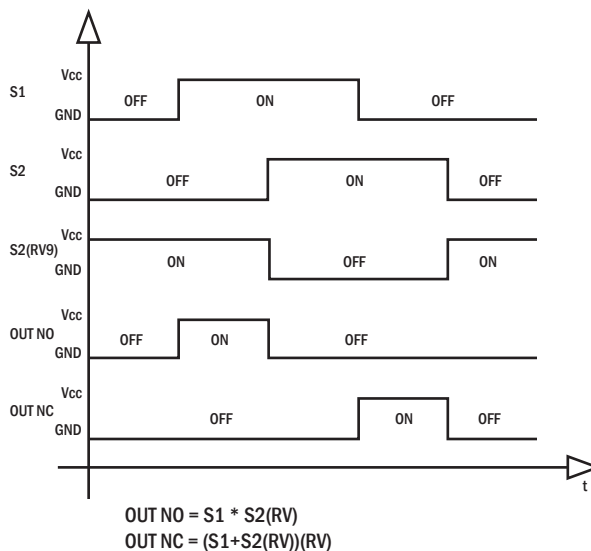 Vcc
S1
OFF
ON
OFF
GND
Vcc
S2
OFF
ON
OFF
GND
Vcc
S2(RV9)
ON
OFF
ON
GND
Vcc
OUT NO
OFF
ON
OFF
GND
Vcc
OUT NC
OFF
ON
OFF
GND
t
OUT NO = S1 * S2(RV)
OUT NC = (S1+S2(RV))(RV)